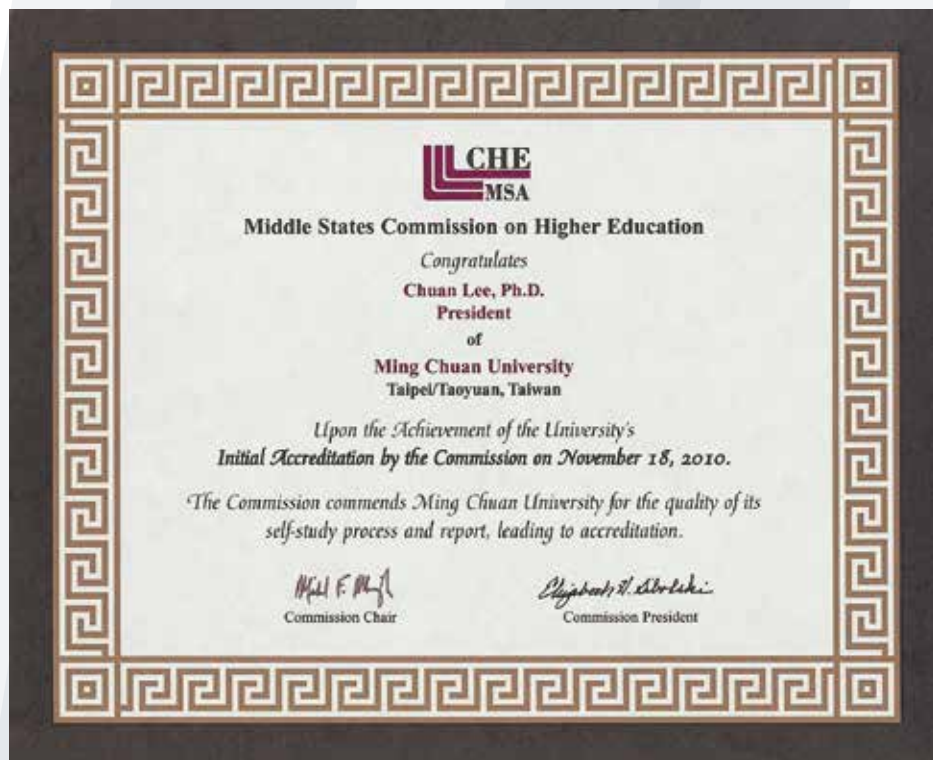 CHE
MSA
Middle States Commission on Higher Education
Congratulates
Chuan Lee, Ph.D.
President
of
Ming Chuan University
Taipei/Taoyuan, Taiwan
Upon the Achievement of the University's
Initial Accreditation by the Commission on November 18, 2010.
The Commission commends Ming Chuan University for the quality of its
self-study process and report, leading to accreditation.
Commission Chair
Commission President